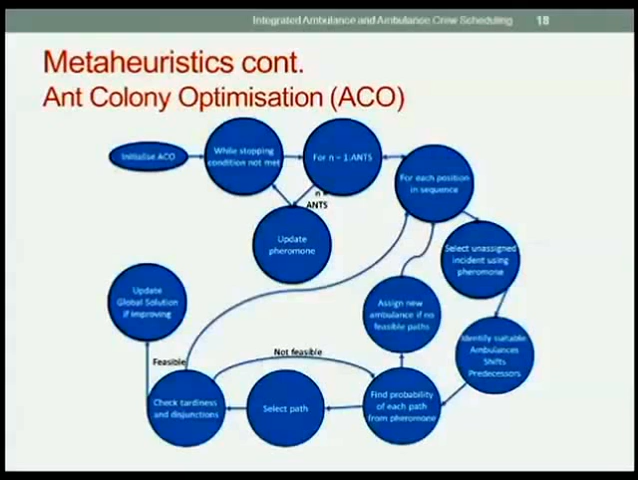 Integrated Ambulance and Ambulance Crew Scheduling 18
Metaheuristics cont.
Ant Colony Optimisation (ACO)
Initialise ACO
While stopping
condition not met
For n = 1:ANTS
For each position
in sequence
n =
ANTS
Update
pheromone
Select unassigned
incident using
pheromone
Update
Global Solution
if improving
Assign new
ambulance if no
feasible paths
Identify suitable
Ambulances
Shifts
Predecessors
Feasible
Not feasible
Check tardiness
and disjunctions
Select path
Find probability
of each path
from pheromone